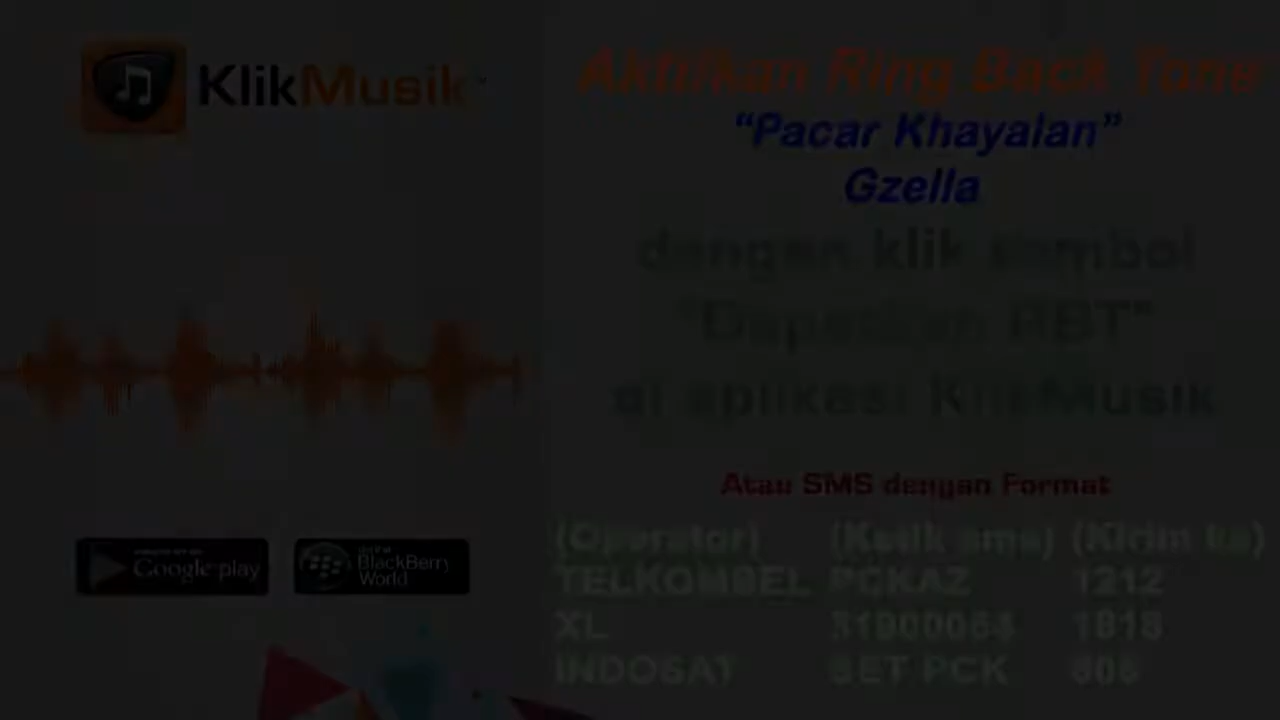 KlikMusik
Aktifkan Ring Back Tone
“Pacar Khayalan”
Gzella
dengan klik tombol
"Dapatkan RBT"
di aplikasi KlikMusik
Atau SMS dengan Format
(Operator) (Ketik sms) (Kirim ke)
TELKOMSEL PCKAZ 1212
XL 1818
INDOSAT SET PCK 808
Google play
BlackBerry
World